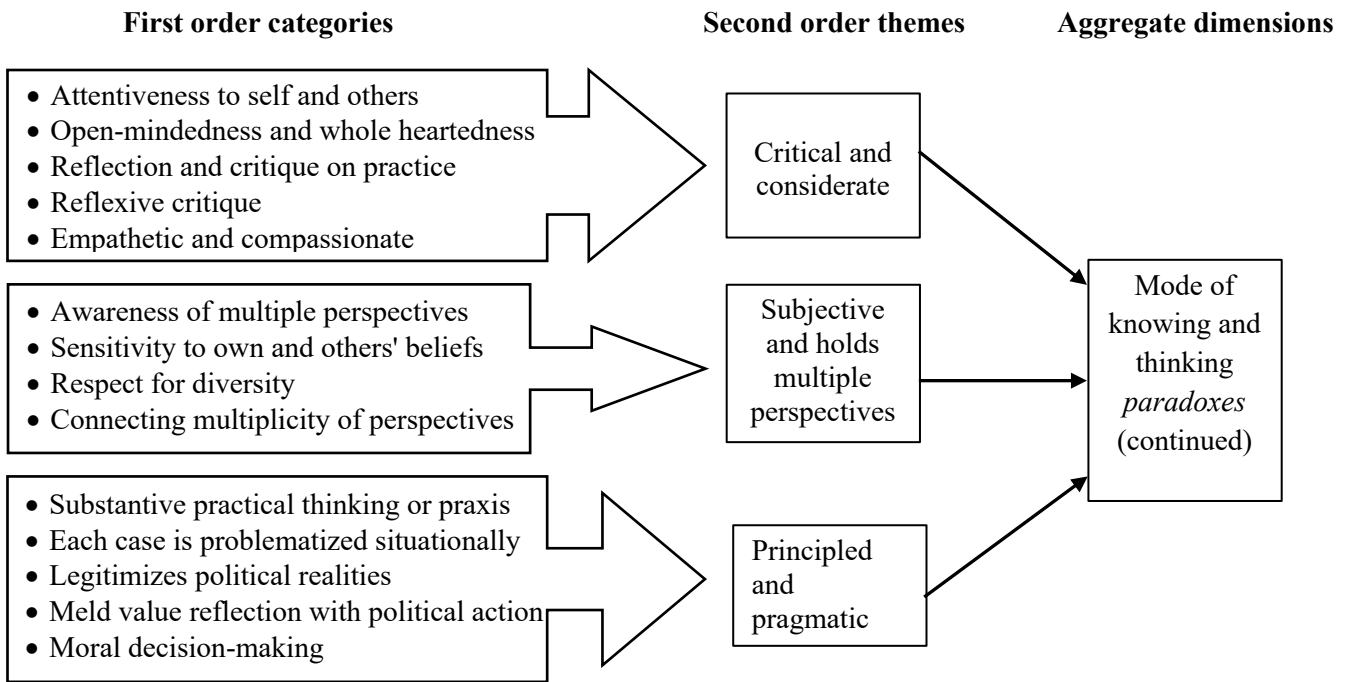 First order categories
Second order themes
Aggregate dimensions
• Attentiveness to self and others
• Open-mindedness and whole heartedness
• Reflection and critique on practice
• Reflexive critique
• Empathetic and compassionate
Critical and
considerate
• Awareness of multiple perspectives
• Sensitivity to own and others' beliefs
• Respect for diversity
• Connecting multiplicity of perspectives
Subjective
and holds
multiple
perspectives
• Substantive practical thinking or praxis
• Each case is problematized situationally
• Legitimizes political realities
• Meld value reflection with political action
• Moral decision-making
Principled
and
pragmatic
Mode of
knowing and
thinking
paradoxes
(continued)